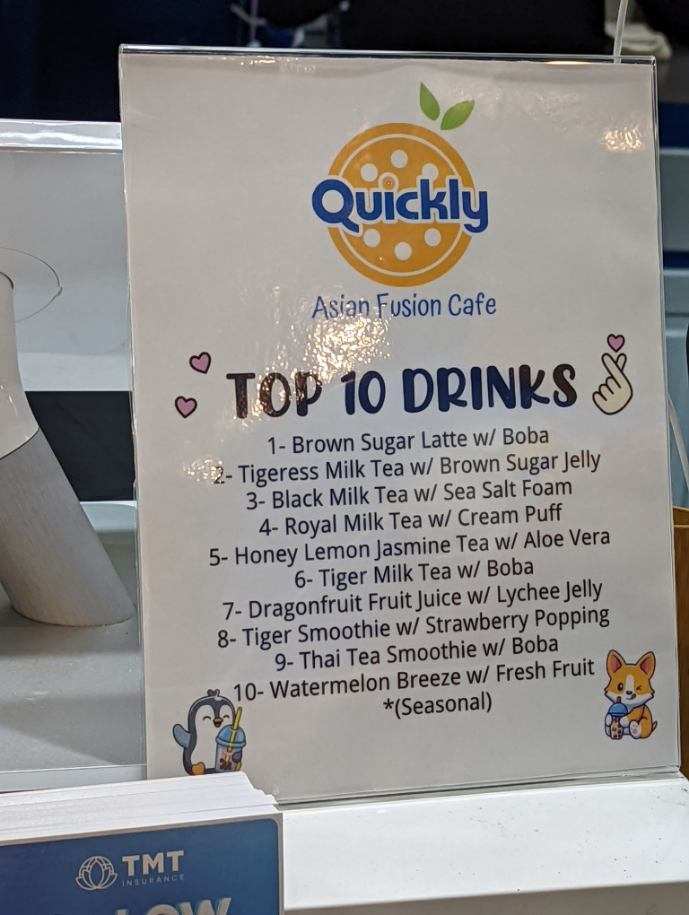 Quickly
Asian Fusion Cafe
TOP 10 DRINKS
1- Brown Sugar Latte w/ Boba
2- Tigeress Milk Tea w/ Brown Sugar Jelly
3- Black Milk Tea w/ Sea Salt Foam
4- Royal Milk Tea w/ Cream Puff
5- Honey Lemon Jasmine Tea w/ Aloe Vera
6- Tiger Milk Tea w/ Boba
7- Dragonfruit Fruit Juice w/ Lychee Jelly
8- Tiger Smoothie w/ Strawberry Popping
9- Thai Tea Smoothie w/ Boba
10- Watermelon Breeze w/ Fresh Fruit
*(Seasonal)
TMT
INSURANCE